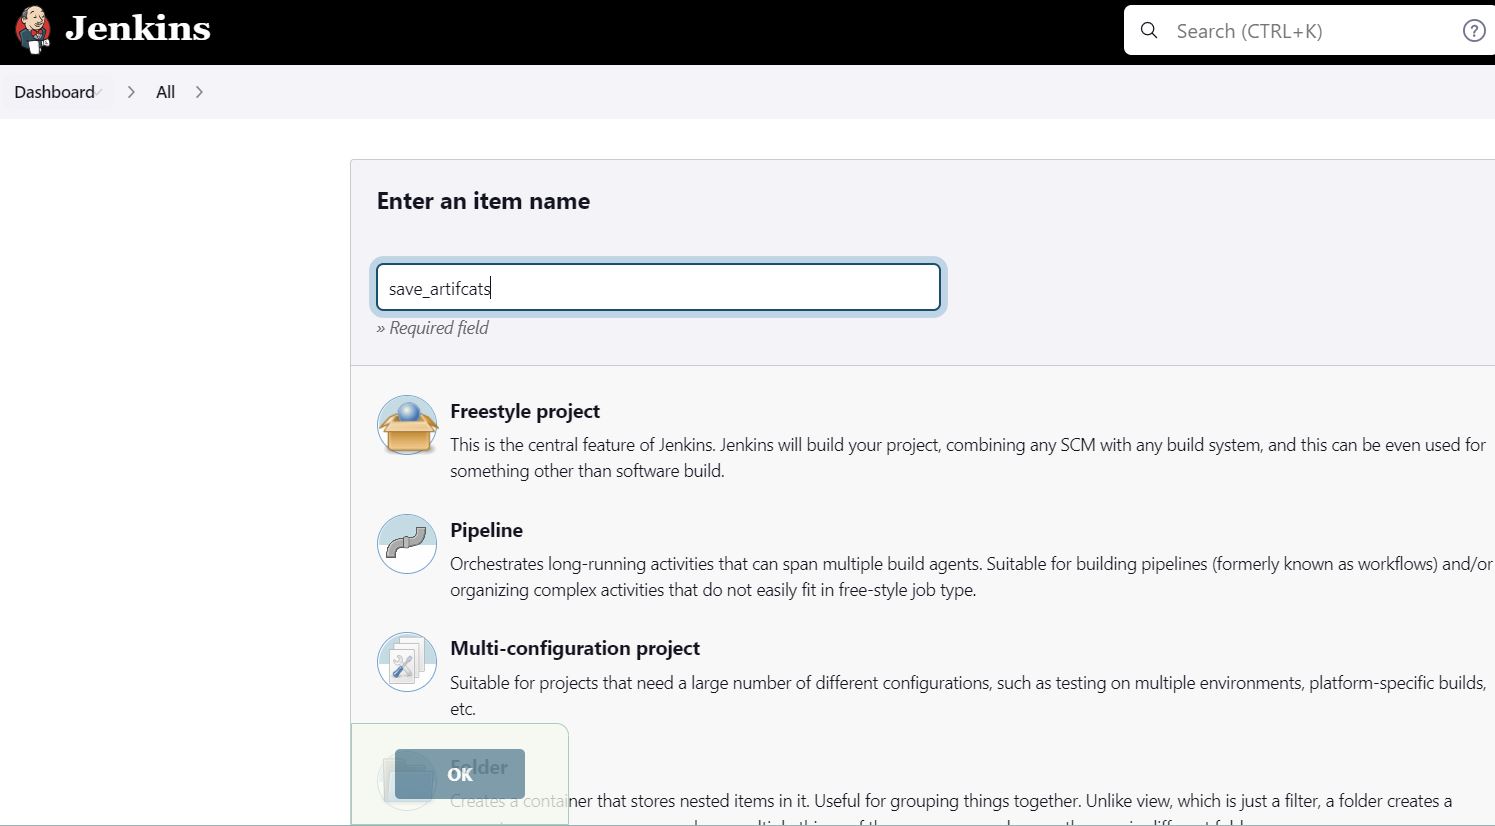 Jenkins
Search (CTRL+K)
Dashboard
All
Enter an item name
save_artifcats
» Required field
Freestyle project
This is the central feature of Jenkins. Jenkins will build your project, combining any SCM with any build system, and this can be even used for
something other than software build.
Pipeline
Orchestrates long-running activities that can span multiple build agents. Suitable for building pipelines (formerly known as workflows) and/or
organizing complex activities that do not easily fit in free-style job type.
Multi-configuration project
Suitable for projects that need a large number of different configurations, such as testing on multiple environments, platform-specific builds,
etc.
Folder
OK
Creates a container that stores nested items in it. Useful for grouping things together. Unlike view, which is just a filter, a folder creates a